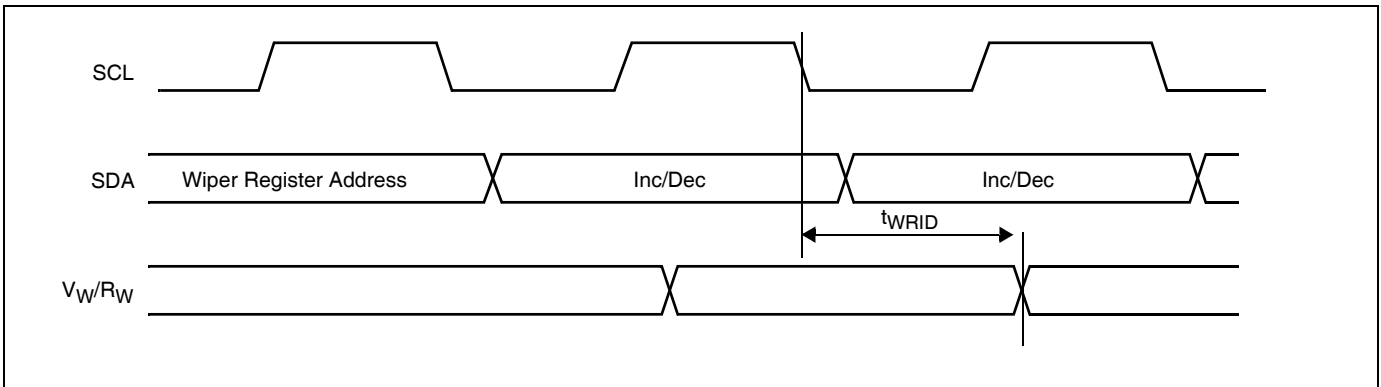 SCL
SDA
Wiper Register Address
Inc/Dec
Inc/Dec
tWRID
VW/RW